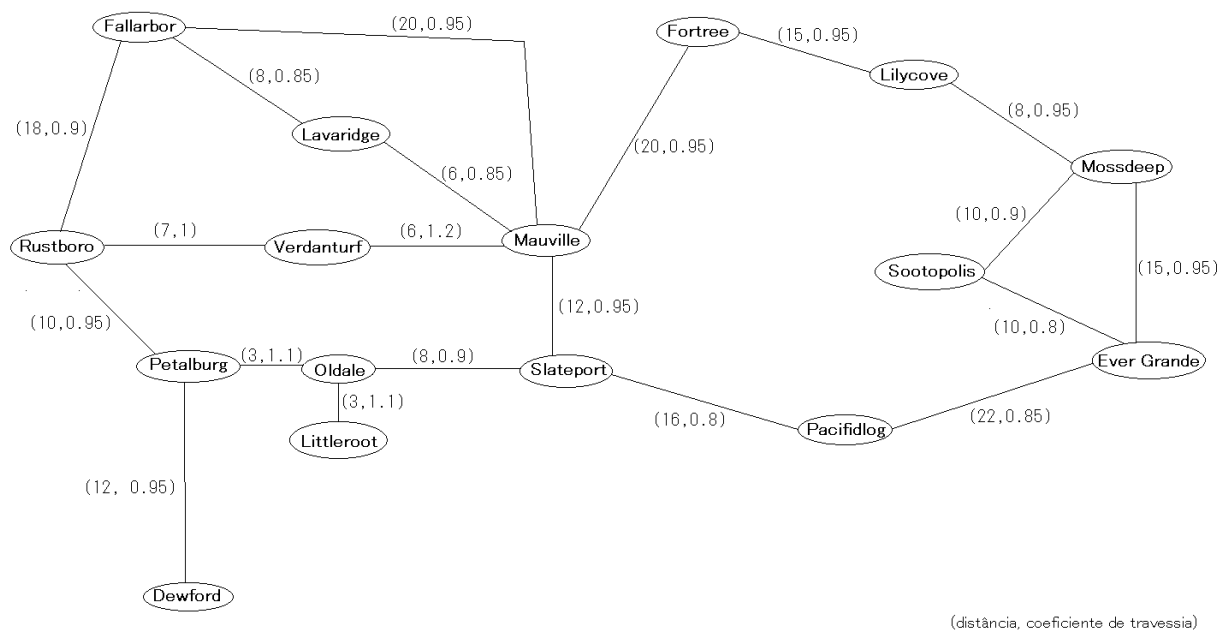 Fallarbor
(20,0.95)
Fortree
(15,0.95)
Lilycove
(8,0.85)
(8,0.95)
(18,0.9)
Lavaridge
(20,0.95)
Mossdeep
(6,0.85)
(10,0.9)
Rustboro
(7,1)
Verdanturf
(6,1.2)
Mauville
Sootopolis
(15,0.95)
(12,0.95)
(10,0.95)
(10,0.8)
Petalburg
(3,1.1)
Oldale
(8,0.9)
Slateport
Ever Grande
(3,1.1)
(16,0.8)
(22,0.85)
Littleroot
Pacifidlog
(12, 0.95)
Dewford
(distância, coeficiente de travessia)